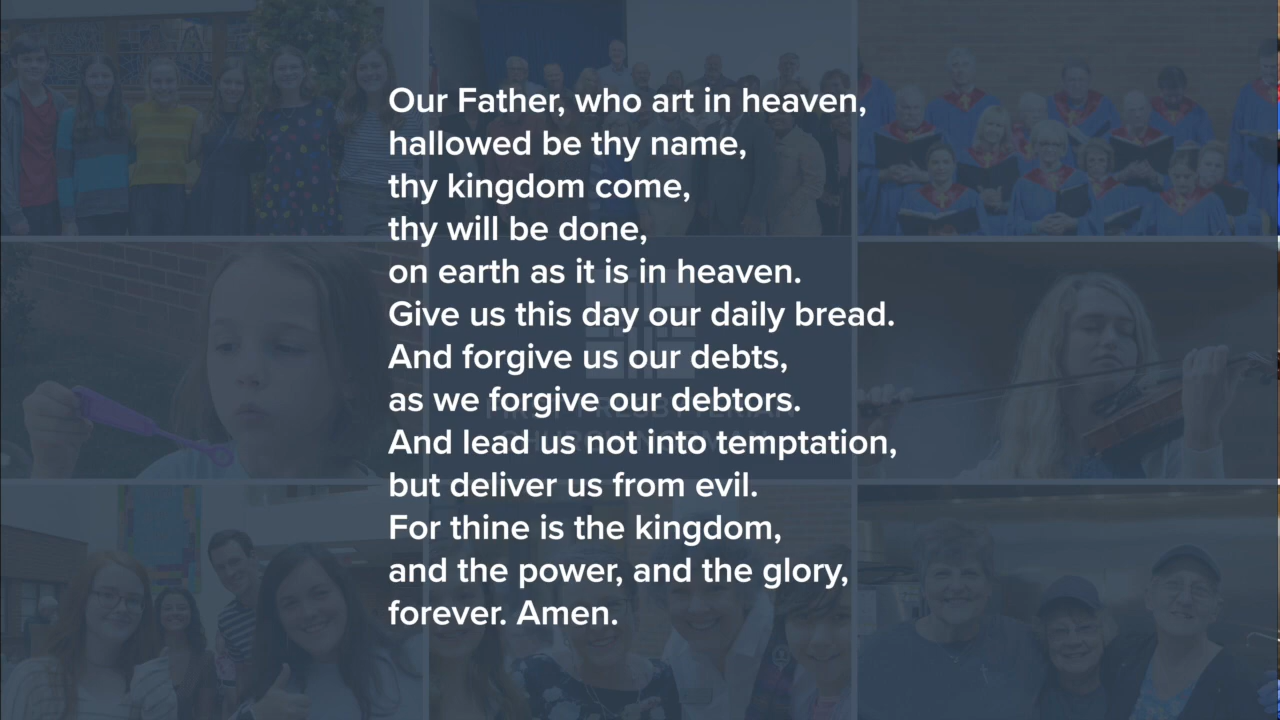 Our Father, who art in heaven,
hallowed be thy name,
thy kingdom come,
thy will be done,
on earth as it is in heaven.
Give us this day our daily bread.
And forgive us our debts,
as we forgive our debtors.
And lead us not into temptation,
but deliver us from evil.
For thine is the kingdom,
and the power, and the glory,
forever. Amen.